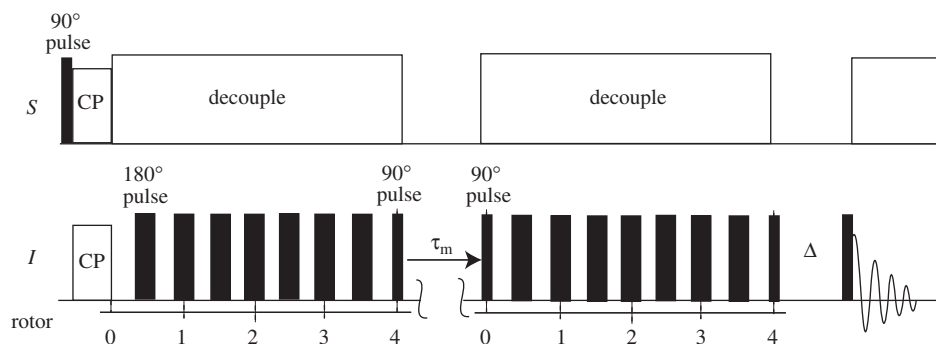 90°
pulse
S
CP
decouple
decouple
180°
pulse
90°
pulse
90°
pulse
I
CP
τm
Δ
rotor
0 1 2 3 4 0 1 2 3 4